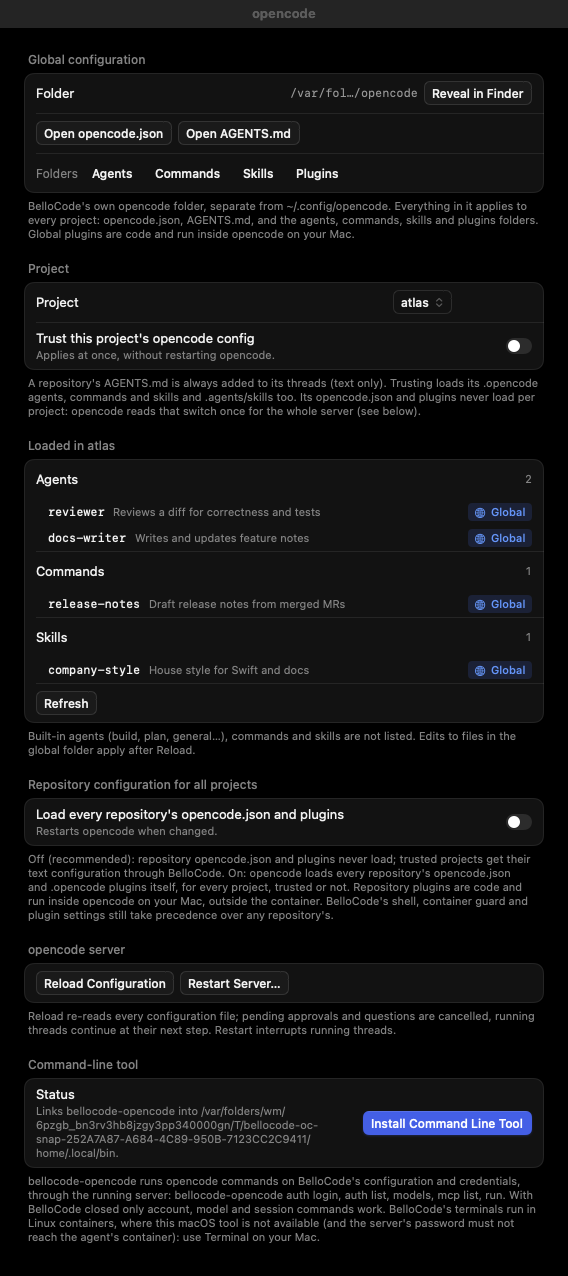 opencode
Global configuration
Folder /var/fol…/opencode Reveal in Finder
Open opencode.json Open AGENTS.md
Folders Agents Commands Skills Plugins
BelloCode's own opencode folder, separate from ~/.config/opencode. Everything in it applies to
every project: opencode.json, AGENTS.md, and the agents, commands, skills and plugins folders.
Global plugins are code and run inside opencode on your Mac.
Project
Project atlas
Trust this project's opencode config
Applies at once, without restarting opencode.
A repository's AGENTS.md is always added to its threads (text only). Trusting loads its .opencode
agents, commands and skills and .agents/skills too. Its opencode.json and plugins never load per
project: opencode reads that switch once for the whole server (see below).
Loaded in atlas
Agents 2
reviewer Reviews a diff for correctness and tests Global
docs-writer Writes and updates feature notes Global
Commands 1
release-notes Draft release notes from merged MRs Global
Skills 1
company-style House style for Swift and docs Global
Refresh
Built-in agents (build, plan, general…), commands and skills are not listed. Edits to files in the
global folder apply after Reload.
Repository configuration for all projects
Load every repository's opencode.json and plugins
Restarts opencode when changed.
Off (recommended): repository opencode.json and plugins never load; trusted projects get their
text configuration through BelloCode. On: opencode loads every repository's opencode.json
and .opencode plugins itself, for every project, trusted or not. Repository plugins are code and
run inside opencode on your Mac, outside the container. BelloCode's shell, container guard and
plugin settings still take precedence over any repository's.
opencode server
Reload Configuration Restart Server…
Reload re-reads every configuration file; pending approvals and questions are cancelled, running
threads continue at their next step. Restart interrupts running threads.
Command-line tool
Status
Links bellocode-opencode into /var/folders/wm/
6pzgb_bn3rv3hb8jzgy3pp340000gn/T/bellocode-oc-
snap-252A7A87-A684-4C89-950B-7123CC2C9411/
home/.local/bin.
Install Command Line Tool
bellocode-opencode runs opencode commands on BelloCode's configuration and credentials,
through the running server: bellocode-opencode auth login, auth list, models, mcp list, run. With
BelloCode closed only account, model and session commands work. BelloCode's terminals run in
Linux containers, where this macOS tool is not available (and the server's password must not
reach the agent's container): use Terminal on your Mac.